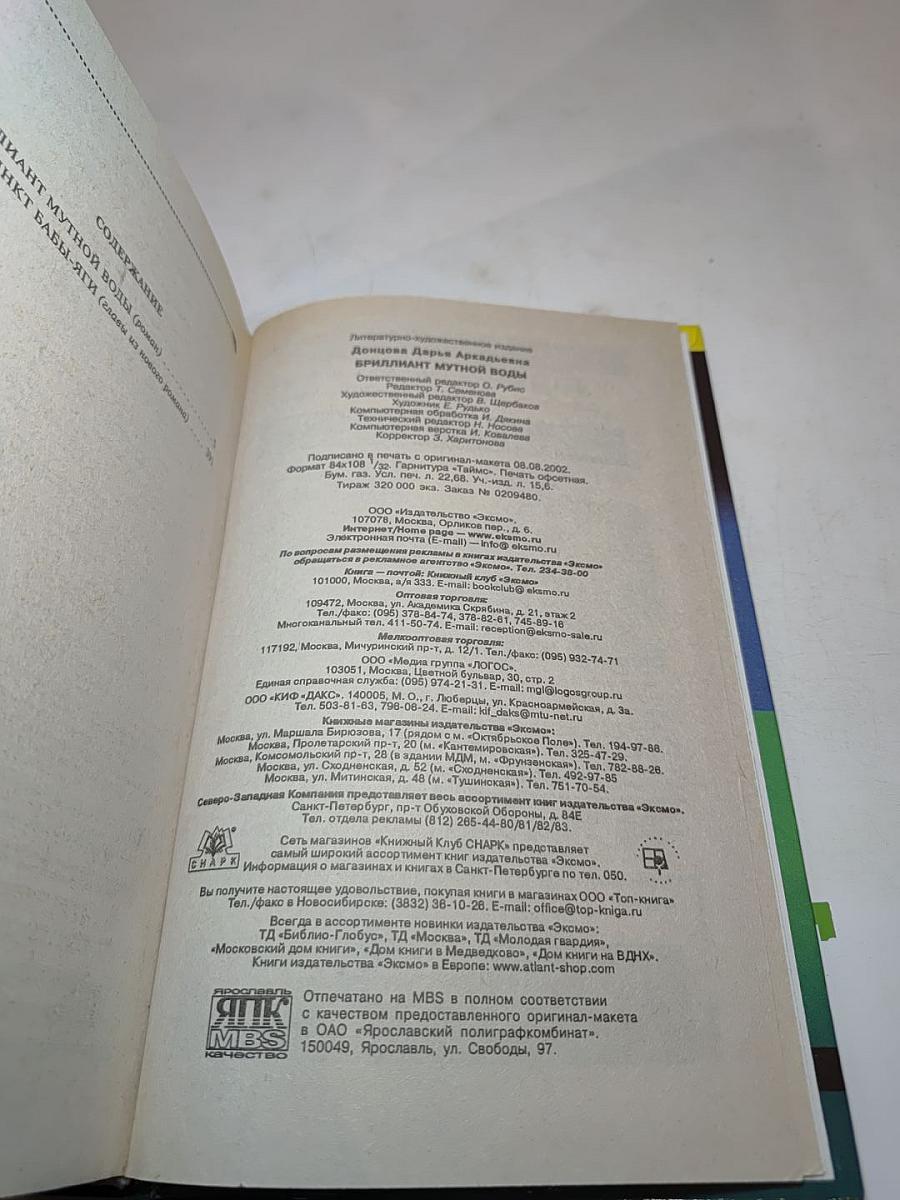 СОДЕРЖАНИЕ
МУТНОЙ ВОДЫ (роман)
БАБЫ-ЯГИ (главы из нового романа)
Литературно-художественное издание
Донцова Дарья Аркадьевна
БРИЛЛИАНТ МУТНОЙ ВОДЫ
Ответственный редактор О. Рубис
Редактор Т. Семенова
Художественный редактор В. Щербаков
Художник Е. Рудько
Компьютерная обработка И. Дякина
Технический редактор Н. Носова
Компьютерная верстка И. Ковалева
Корректор З. Харитонова
Подписано в печать с оригинал-макета 08.08.2002.
Формат 84х108 1/32. Гарнитура «Таймс». Печать офсетная.
Бум. газ. Усл. печ. л. 22,68. Уч.-изд. л. 15,6.
Тираж 320 000 экз. Заказ № 0209480.
ООО «Издательство «Эксмо».
107078, Москва, Орликов пер., д. 6.
Интернет/Home page — www.eksmo.ru
Электронная почта (E-mail) — info@ eksmo.ru
По вопросам размещения рекламы в книгах издательства «Эксмо»
обращаться в рекламное агентство «Эксмо». Тел. 234-38-00
Книга — почтой: Книжный клуб «Эксмо»
101000, Москва, а/я 333. E-mail: bookclub@ eksmo.ru
Оптовая торговля:
109472, Москва, ул. Академика Скрябина, д. 21, этаж 2
Тел./факс: (095) 378-84-74, 378-82-61, 745-89-16
Многоканальный тел. 411-50-74. E-mail: reception@eksmo-sale.ru
Мелкооптовая торговля:
117192, Москва, Мичуринский пр-т, д. 12/1. Тел./факс: (095) 932-74-71
ООО «Медиа группа «ЛОГОС».
103051, Москва, Цветной бульвар, 30, стр. 2
Единая справочная служба: (095) 974-21-31. E-mail: mgl@logosgroup.ru
ООО «КИФ «ДАКС». 140005, М. О., г. Люберцы, ул. Красноармейская, д. 3а.
Тел. 503-81-63, 796-06-24. E-mail: kif_daks@mtu-net.ru
Книжные магазины издательства «Эксмо»:
Москва, ул. Маршала Бирюзова, 17 (рядом с м. «Октябрьское Поле»). Тел. 194-97-86.
Москва, Пролетарский пр-т, 20 (м. «Кантемировская»). Тел. 325-47-29.
Москва, Комсомольский пр-т, 28 (в здании МДМ, м. «Фрунзенская»). Тел. 782-88-26.
Москва, ул. Сходненская, д. 52 (м. «Сходненская»). Тел. 492-97-85
Москва, ул. Митинская, д. 48 (м. «Тушинская»). Тел. 751-70-54.
Северо-Западная Компания представляет весь ассортимент книг издательства «Эксмо».
Санкт-Петербург, пр-т Обуховской Обороны, д. 84Е
Тел. отдела рекламы (812) 265-44-80/81/82/83.
СНАРК
Сеть магазинов «Книжный Клуб СНАРК» представляет
самый широкий ассортимент книг издательства «Эксмо».
Информация о магазинах и книгах в Санкт-Петербурге по тел. 050.
Вы получите настоящее удовольствие, покупая книги в магазинах ООО «Топ-книга»
Тел./факс в Новосибирске: (3832) 36-10-26. E-mail: office@top-kniga.ru
Всегда в ассортименте новинки издательства «Эксмо»:
ТД «Библио-Глобус», ТД «Москва», ТД «Молодая гвардия»,
«Московский дом книги», «Дом книги в Медведково», «Дом книги на ВДНХ».
Книги издательства «Эксмо» в Европе: www.atlant-shop.com
ЯРОСЛАВЛЬ
ЯПК
MBS
качество
Отпечатано на MBS в полном соответствии
с качеством предоставленного оригинал-макета
в ОАО «Ярославский полиграфкомбинат».
150049, Ярославль, ул. Свободы, 97.